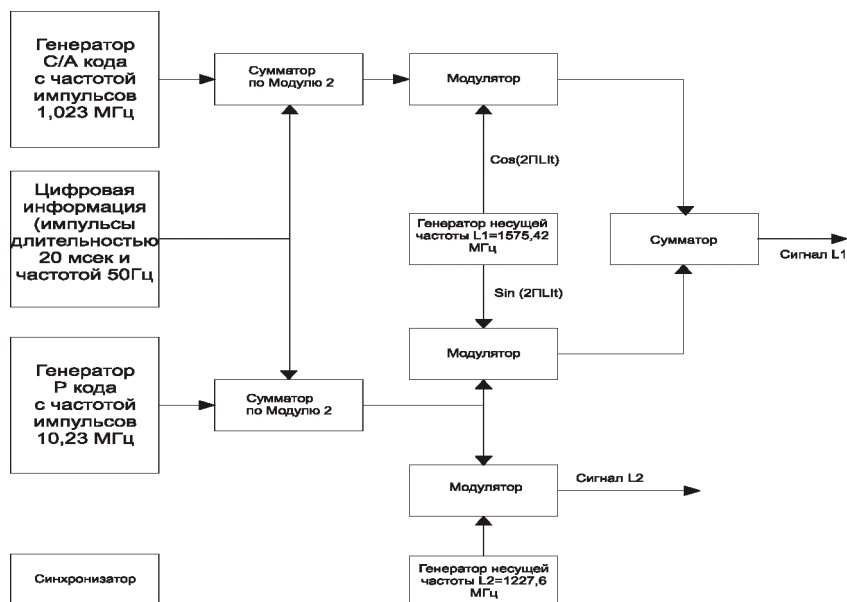 Генератор
С/А кода
с частотой
импульсов
1,023 МГц
Сумматор
по Модулю 2
Модулятор
Cos(2ПLIt)
Цифровая
информация
(импульсы
длительностью
20 мсек и
частотой 50Гц
Генератор несущей
частоты L1=1575,42
МГц
Сумматор
Сигнал L1
Sin (2ПLIt)
Модулятор
Генератор
Р кода
с частотой
импульсов
10,23 МГц
Сумматор
по Модулю 2
Модулятор
Сигнал L2
Синхронизатор
Генератор несущей
частоты L2=1227,6
МГц